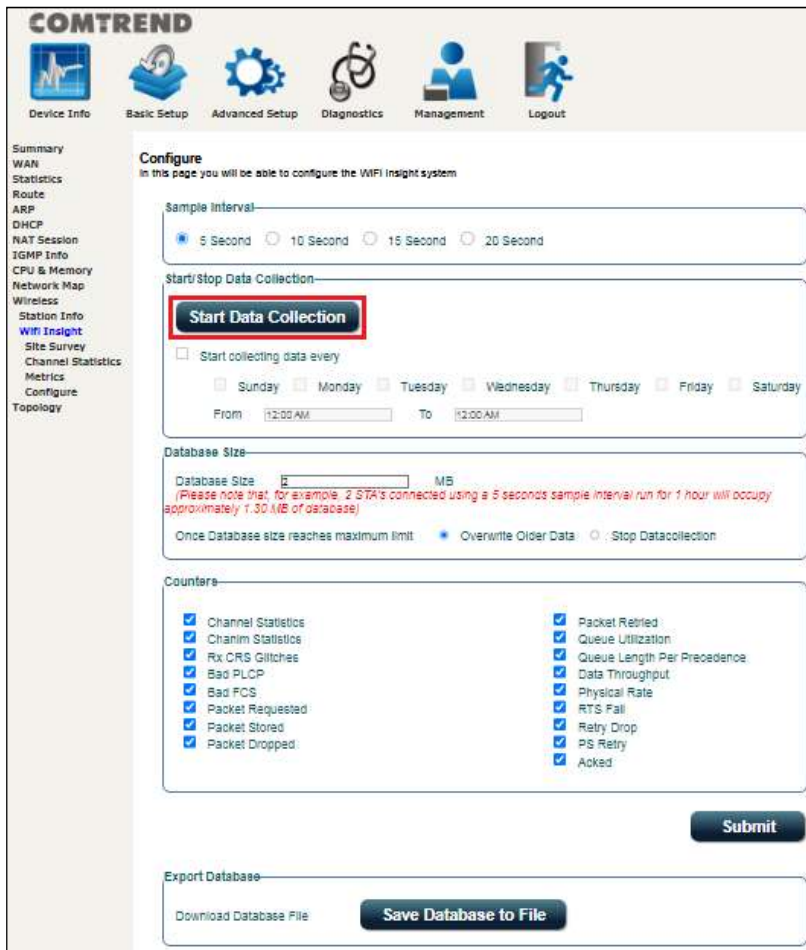 COMTREND
Device Info Basic Setup Advanced Setup Diagnostics Management Logout
Summary
WAN
Statistics
Route
ARP
DHCP
NAT Session
IGMP Info
CPU & Memory
Network Map
Wireless
Station Info
Wifi Insight
Site Survey
Channel Statistics
Metrics
Configure
Topology
Configure
In this page you will be able to configure the WiFi Insight system
Sample Interval
5 Second 10 Second 15 Second 20 Second
Start/Stop Data Collection
Start Data Collection
Start collecting data every
Sunday Monday Tuesday Wednesday Thursday Friday Saturday
From 12:00 AM To 12:00 AM
Database Size
Database Size 2 MB
(Please note that, for example, 2 STA's connected using a 5 seconds sample interval run for 1 hour will occupy
approximately 1.30 MB of database)
Once Database size reaches maximum limit Overwrite Older Data Stop Datacollection
Counters
Channel Statistics
Chanim Statistics
Rx CRS Glitches
Bad PLCP
Bad FCS
Packet Requested
Packet Stored
Packet Dropped
Packet Retried
Queue Utilization
Queue Length Per Precedence
Data Throughput
Physical Rate
RTS Fail
Retry Drop
PS Retry
Acked
Submit
Export Database
Download Database File Save Database to File